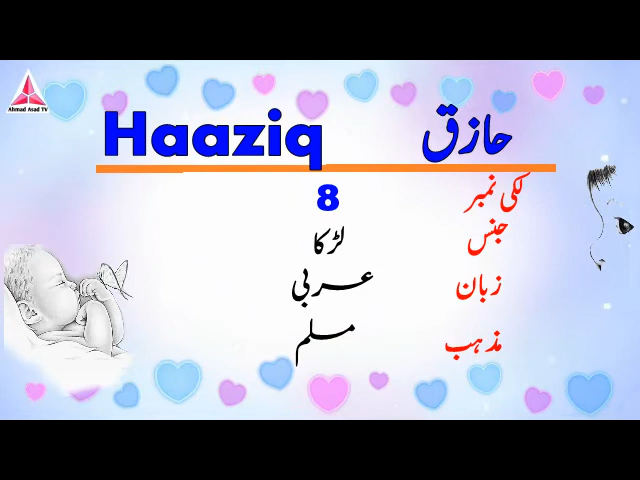 Ahmad Asad TV
Haaziq حازق
لکی نمبر 8
جنس لڑکا
زبان عربی
مذہب مسلم